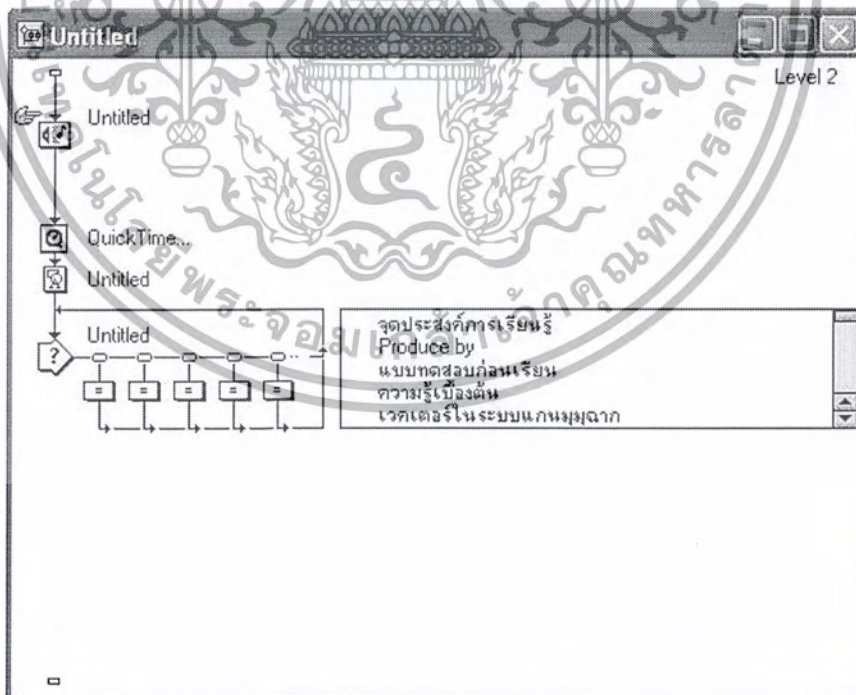 Untitled
Level 2
Untitled
QuickTime...
Untitled
Untitled
จุดประสงค์การเรียนรู้
Produce by
แบบทดสอบก่อนเรียน
ความรู้เบื้องต้น
เวคเตอร์ในระบบแกนมุมฉาก